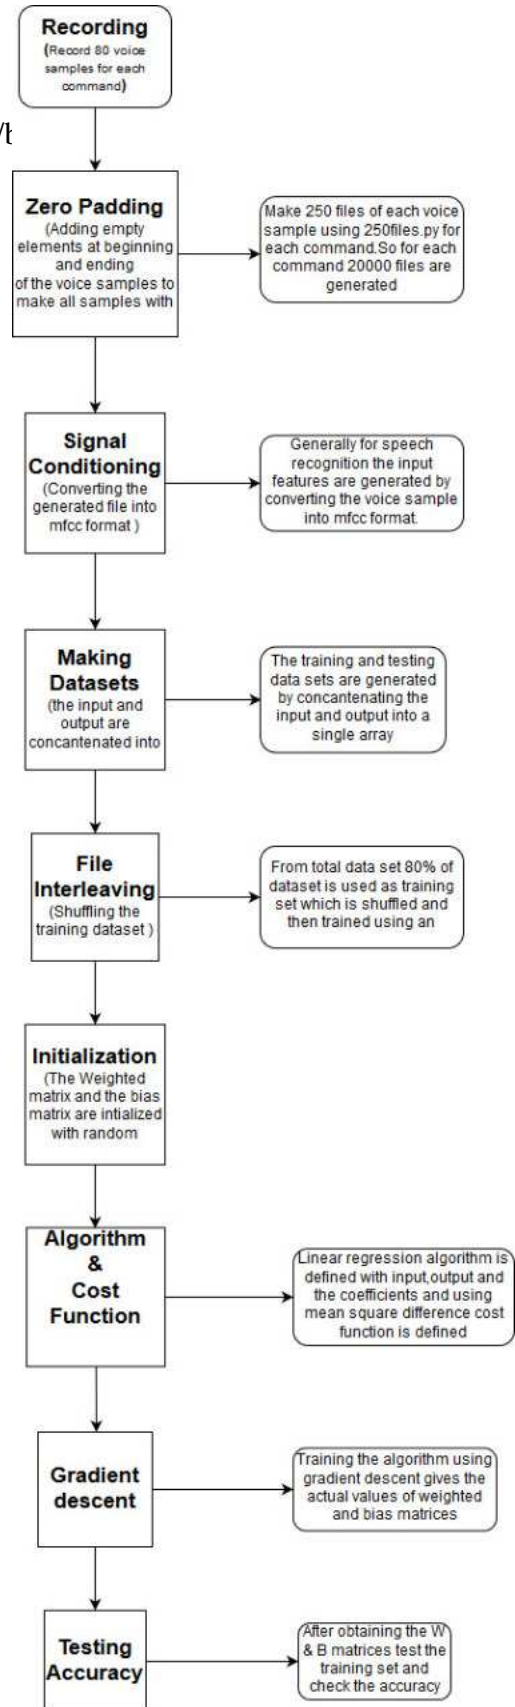 Recording
(Record 80 voice
samples for each
command)
Zero Padding
(Adding empty
elements at beginning
and ending
of the voice samples to
make all samples with
Make 250 files of each voice
sample using 250files.py for
each command.So for each
command 20000 files are
generated
Signal
Conditioning
(Converting the
generated file into
mfcc format )
Generally for speech
recognition the input
features are generated by
converting the voice sample
into mfcc format.
Making
Datasets
(the input and
output are
concantenated into
The training and testing
data sets are generated
by concantenating the
input and output into a
single array
File
Interleaving
(Shuffling the
training dataset )
From total data set 80% of
dataset is used as training
set which is shuffled and
then trained using an
Initialization
(The Weighted
matrix and the bias
matrix are intialized
with random
Algorithm
&
Cost
Function
Linear regression algorithm is
defined with input,output and
the coefficients and using
mean square difference cost
function is defined
Gradient
descent
Training the algorithm using
gradient descent gives the
actual values of weighted
and bias matrices
Testing
Accuracy
After obtaining the W
& B matrices test the
training set and
check the accuracy